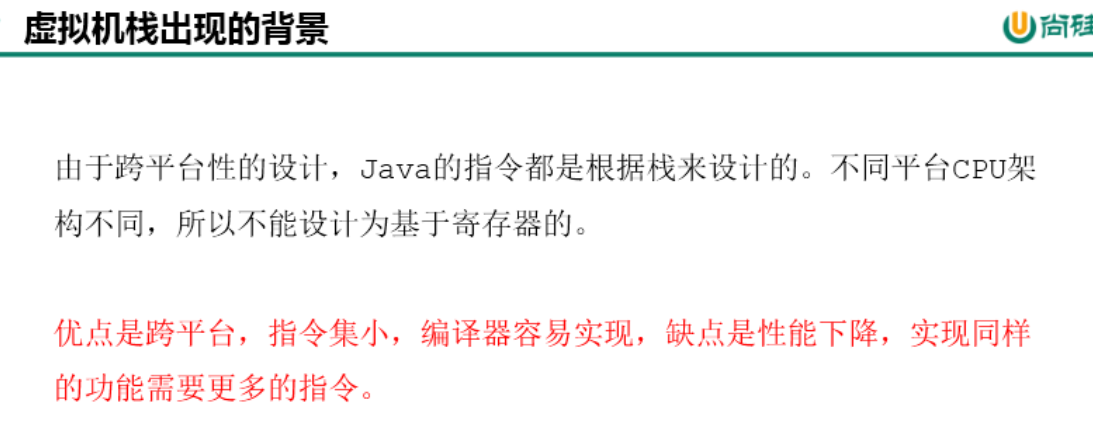 虚拟机栈出现的背景
尚硅
由于跨平台性的设计，Java的指令都是根据栈来设计的。不同平台CPU架
构不同，所以不能设计为基于寄存器的。
优点是跨平台，指令集小，编译器容易实现，缺点是性能下降，实现同样
的功能需要更多的指令。